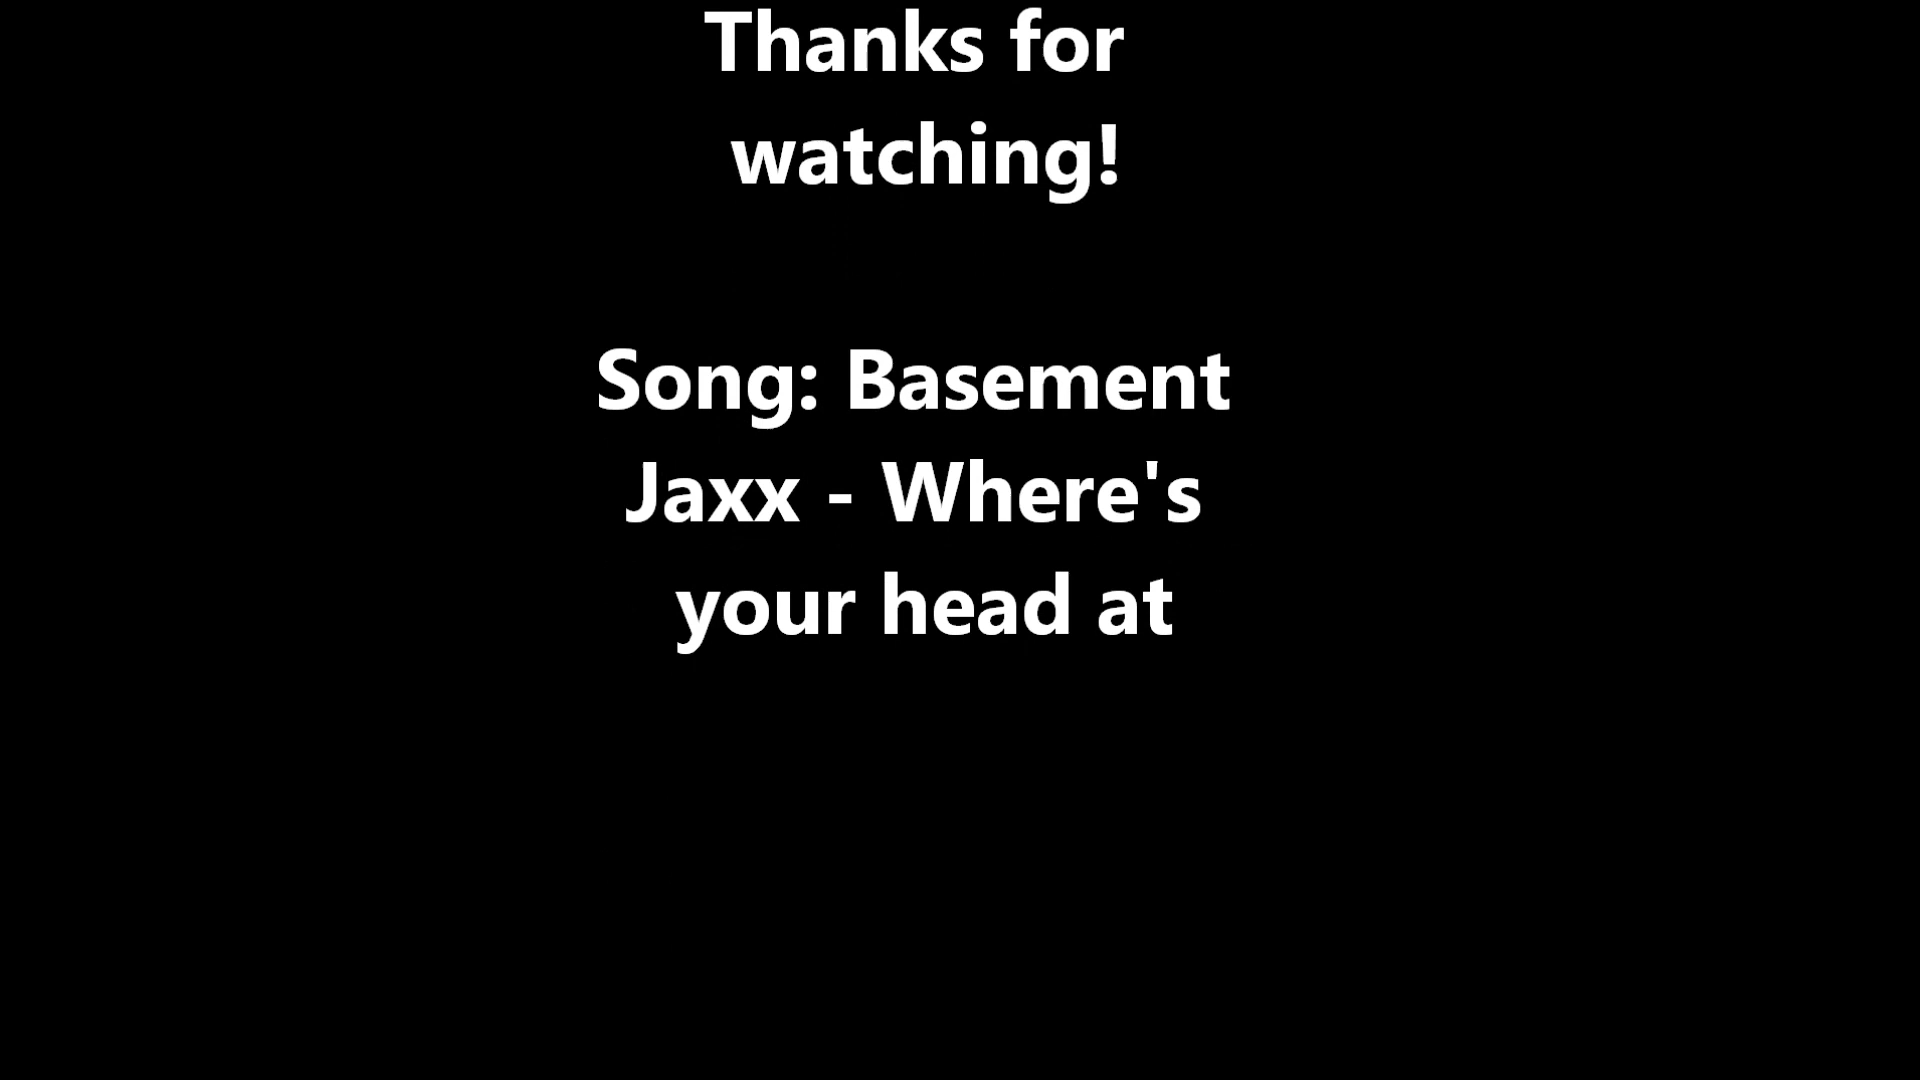 Thanks for
watching!
Song: Basement
Jaxx - Where's
your head at